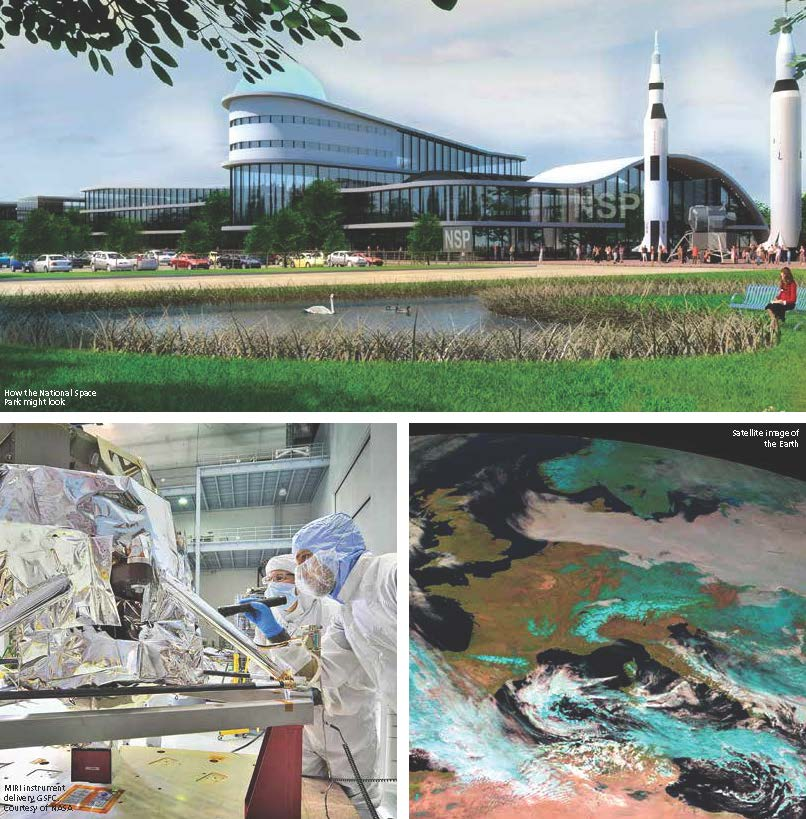 NSP
NSP
How the National Space
Park might look
Satellite image of
the Earth
MIRI instrument
delivery, GSFC,
courtesy of NASA